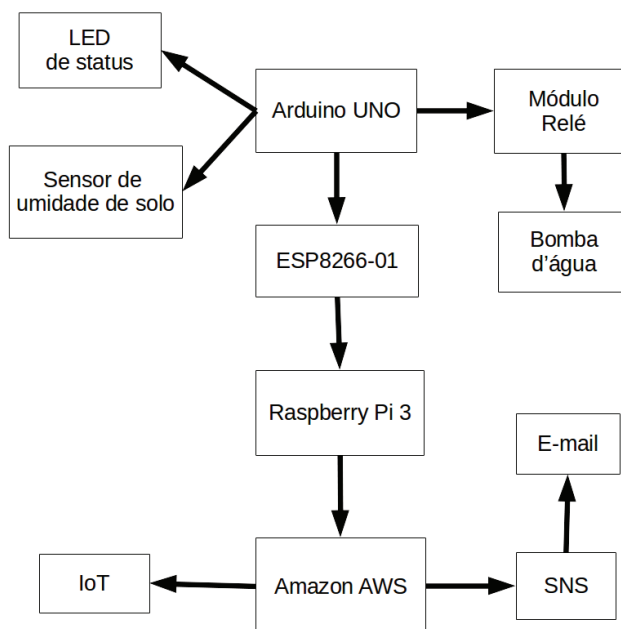 LED
de status
Arduino UNO
Módulo
Relé
Sensor de
umidade de solo
ESP8266-01
Bomba
d’água
Raspberry Pi 3
E-mail
IoT
Amazon AWS
SNS